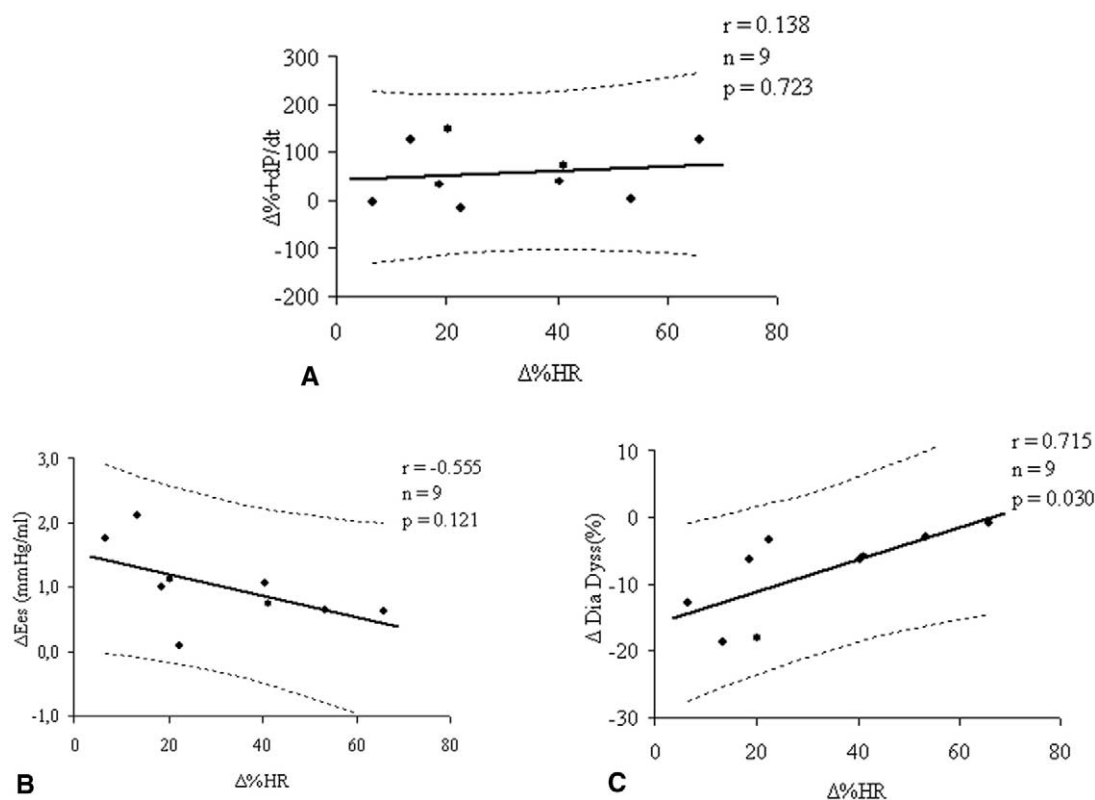 r = 0.138
n = 9
p = 0.723
300
200
100
0
-100
-200
Δ%+dP/dt
0 20 40 60 80
Δ%HR
A
r = -0.555
n = 9
p = 0.121
3,0
2,0
1,0
0,0
-1,0
ΔEes (mmHg/ml)
0 20 40 60 80
Δ%HR
B
r = 0.715
n = 9
p = 0.030
10
0
-10
-20
-30
Δ Dia Dyss(%)
0 20 40 60 80
Δ%HR
C